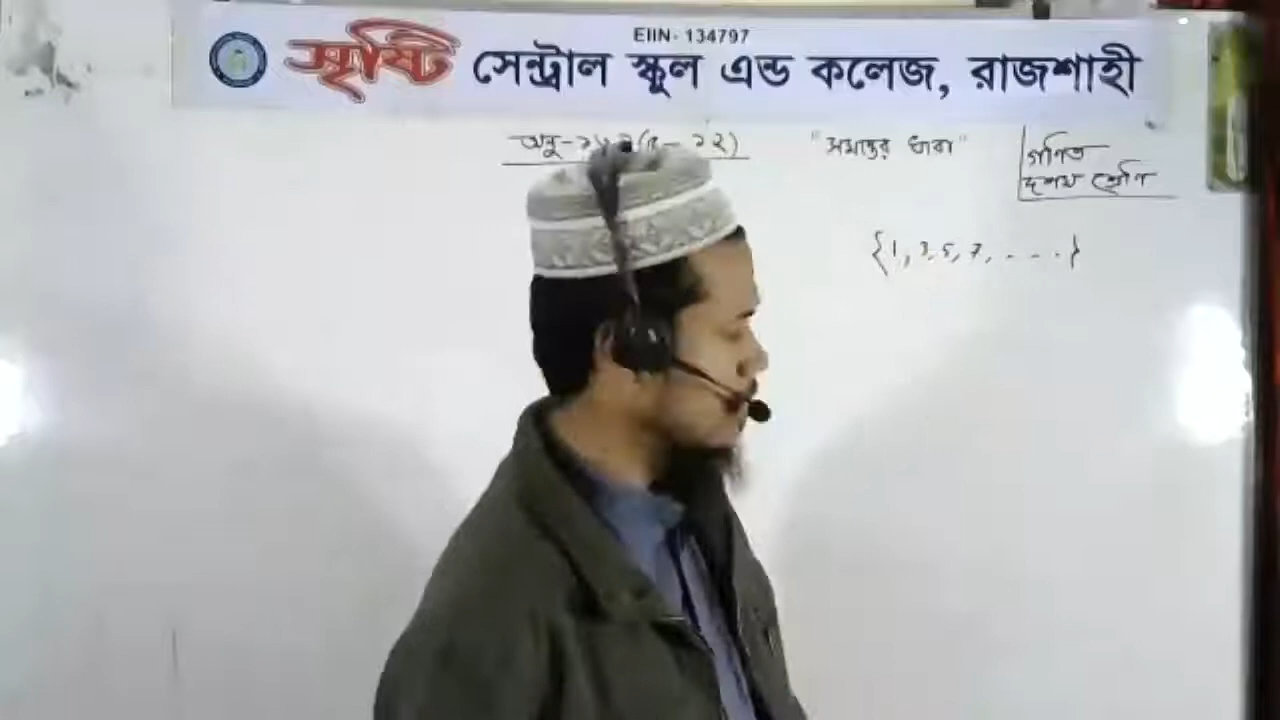 EIIN- 134797
সৃষ্টি সেন্ট্রাল স্কুল এন্ড কলেজ, রাজশাহী
"সমান্তর ধারা"
গণিত
দশম শ্রেণি
{1, 3, 5, 7, . . . .}